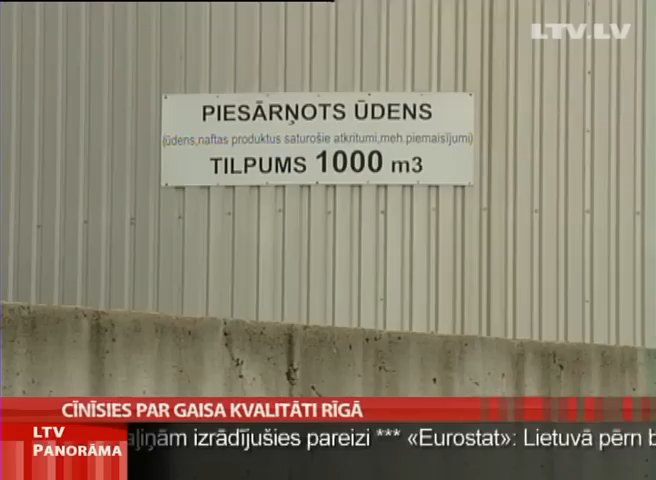 LTV.LV
PIESĀRŅOTS ŪDENS
(ūdens,naftas produktus saturošie atkritumi,meh.piemaisījumi)
TILPUMS 1000 m3
CĪNĪSIES PAR GAISA KVALITĀTI RĪGĀ
LTV
PANORĀMA
izrādījušies pareizi *** «Eurostat»: Lietuvā pērn